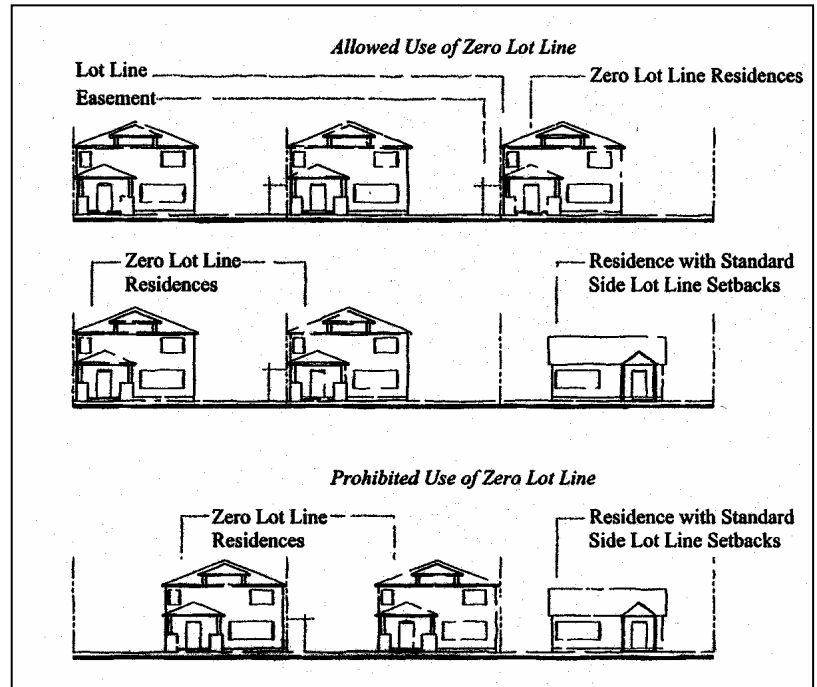 Allowed Use of Zero Lot Line
Lot Line
Zero Lot Line Residences
Easement
Zero Lot Line
Residences
Residence with Standard
Side Lot Line Setbacks
Prohibited Use of Zero Lot Line
Zero Lot Line
Residences
Residence with Standard
Side Lot Line Setbacks